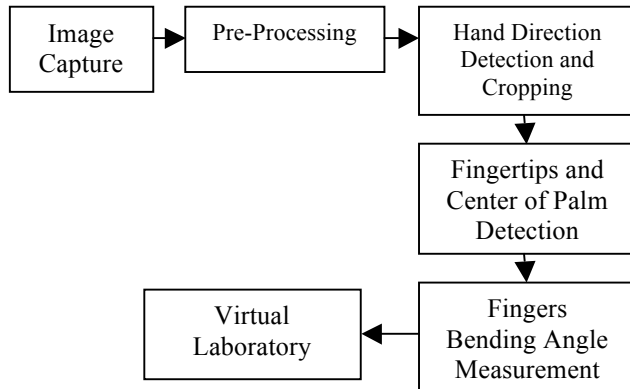 Image
Capture
Pre-Processing
Hand Direction
Detection and
Cropping
Fingertips and
Center of Palm
Detection
Fingers
Bending Angle
Measurement
Virtual
Laboratory